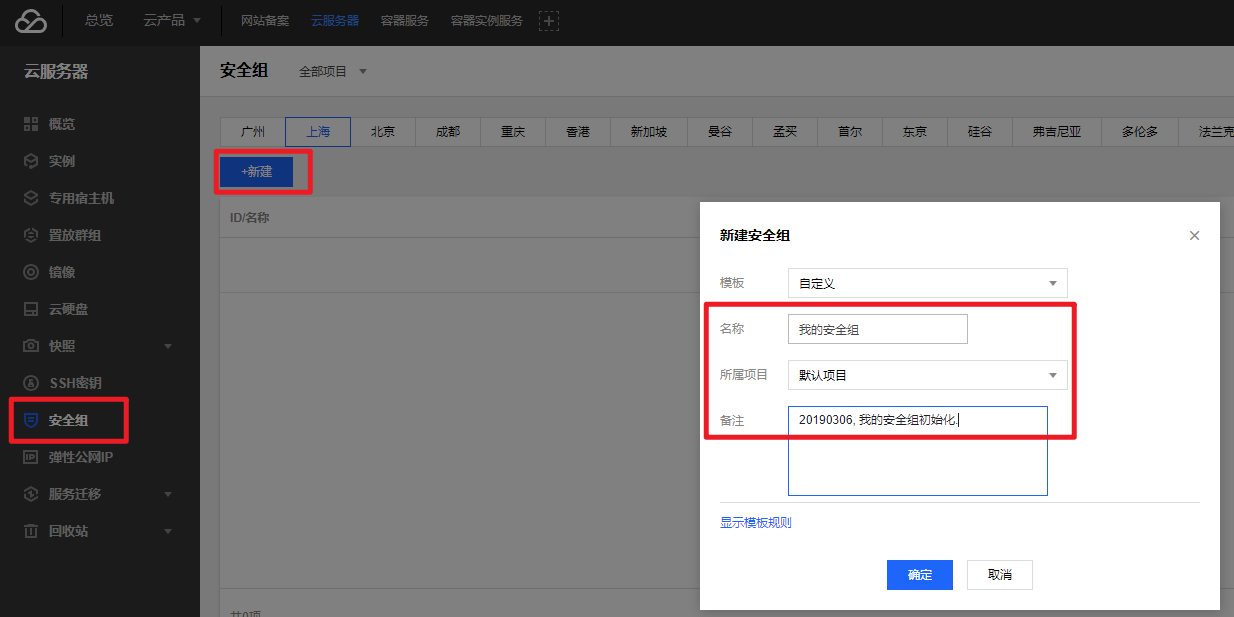 总览 云产品 网站备案 云服务器 容器服务 容器实例服务
云服务器
概览
实例
专用宿主机
置放群组
镜像
云硬盘
快照
SSH密钥
安全组
弹性公网IP
服务迁移
回收站
安全组 全部项目
广州 上海 北京 成都 重庆 香港 新加坡 曼谷 孟买 首尔 东京 硅谷 弗吉尼亚 多伦多 法兰克
+新建
ID/名称
共0项
新建安全组
模板 自定义
名称 我的安全组
所属项目 默认项目
备注 20190306, 我的安全组初始化.
显示模板规则
确定 取消